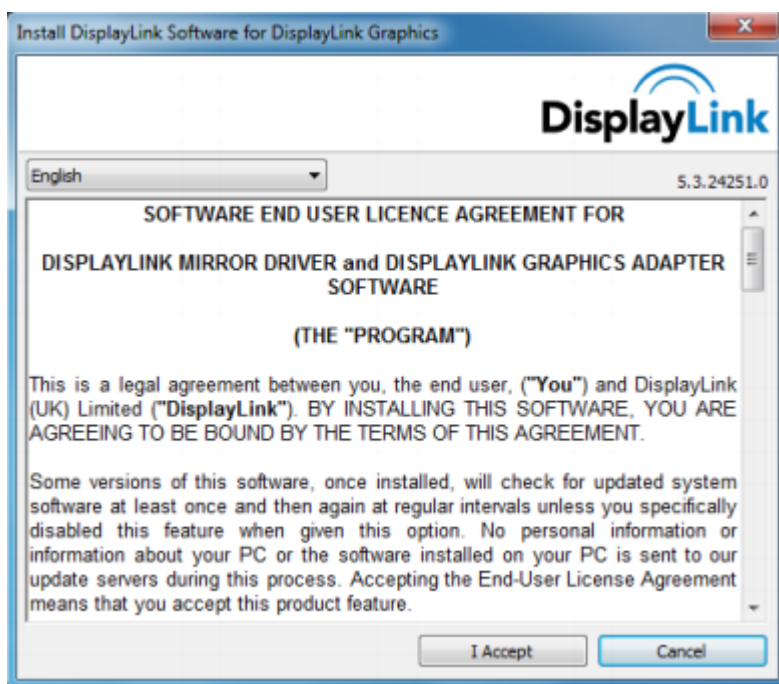 Install DisplayLink Software for DisplayLink Graphics
DisplayLink
English
5.3.24251.0
SOFTWARE END USER LICENCE AGREEMENT FOR
DISPLAYLINK MIRROR DRIVER and DISPLAYLINK GRAPHICS ADAPTER
SOFTWARE
(THE "PROGRAM")
This is a legal agreement between you, the end user, ("You") and DisplayLink
(UK) Limited ("DisplayLink"). BY INSTALLING THIS SOFTWARE, YOU ARE
AGREEING TO BE BOUND BY THE TERMS OF THIS AGREEMENT.
Some versions of this software, once installed, will check for updated system
software at least once and then again at regular intervals unless you specifically
disabled this feature when given this option. No personal information or
information about your PC or the software installed on your PC is sent to our
update servers during this process. Accepting the End-User License Agreement
means that you accept this product feature.
I Accept
Cancel